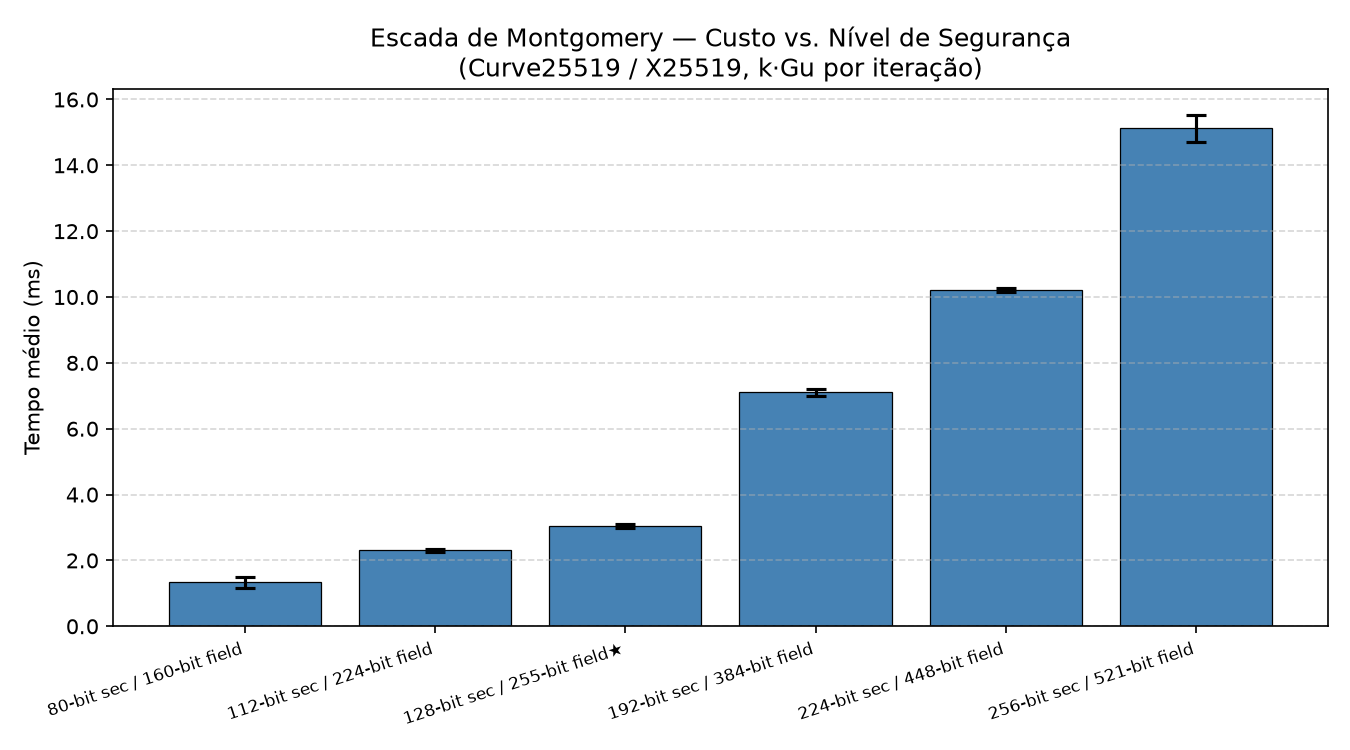 Escada de Montgomery — Custo vs. Nível de Segurança
(Curve25519 / X25519, k·Gu por iteração)
Tempo médio (ms)
16.0
14.0
12.0
10.0
8.0
6.0
4.0
2.0
0.0
80-bit sec / 160-bit field
112-bit sec / 224-bit field
128-bit sec / 255-bit field★
192-bit sec / 384-bit field
224-bit sec / 448-bit field
256-bit sec / 521-bit field